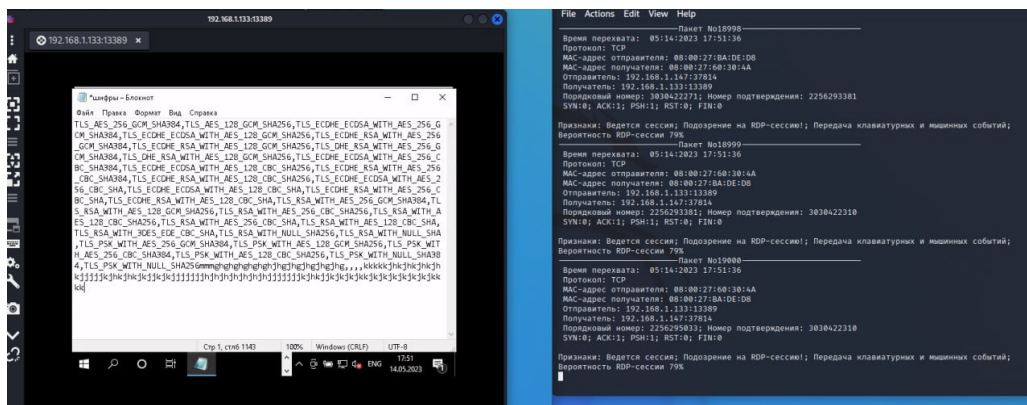 192.168.1.133:13389
192.168.1.133:13389
*шифры – Блокнот
Файл Правка Формат Вид Справка
TLS_AES_256_GCM_SHA384,TLS_AES_128_GCM_SHA256,TLS_ECDHE_ECDSA_WITH_AES_256_G
CM_SHA384,TLS_ECDHE_ECDSA_WITH_AES_128_GCM_SHA256,TLS_ECDHE_RSA_WITH_AES_256
_GCM_SHA384,TLS_ECDHE_RSA_WITH_AES_128_GCM_SHA256,TLS_DHE_RSA_WITH_AES_256_G
CM_SHA384,TLS_DHE_RSA_WITH_AES_128_GCM_SHA256,TLS_ECDHE_ECDSA_WITH_AES_256_C
BC_SHA384,TLS_ECDHE_ECDSA_WITH_AES_128_CBC_SHA256,TLS_ECDHE_RSA_WITH_AES_256
_CBC_SHA384,TLS_ECDHE_RSA_WITH_AES_128_CBC_SHA256,TLS_ECDHE_ECDSA_WITH_AES_2
56_CBC_SHA,TLS_ECDHE_ECDSA_WITH_AES_128_CBC_SHA,TLS_ECDHE_RSA_WITH_AES_256_C
BC_SHA,TLS_ECDHE_RSA_WITH_AES_128_CBC_SHA,TLS_RSA_WITH_AES_256_GCM_SHA384,TL
S_RSA_WITH_AES_128_GCM_SHA256,TLS_RSA_WITH_AES_256_CBC_SHA256,TLS_RSA_WITH_A
ES_128_CBC_SHA256,TLS_RSA_WITH_AES_256_CBC_SHA,TLS_RSA_WITH_AES_128_CBC_SHA,
TLS_RSA_WITH_3DES_EDE_CBC_SHA,TLS_RSA_WITH_NULL_SHA256,TLS_RSA_WITH_NULL_SHA
,TLS_PSK_WITH_AES_256_GCM_SHA384,TLS_PSK_WITH_AES_128_GCM_SHA256,TLS_PSK_WIT
H_AES_256_CBC_SHA384,TLS_PSK_WITH_AES_128_CBC_SHA256,TLS_PSK_WITH_NULL_SHA38
Стр 1, стлб 1143 100% Windows (CRLF) UTF-8
ENG 17:51
14.05.2023
File Actions Edit View Help
Пакет No18998
Время перехвата: 05:14:2023 17:51:36
Протокол: TCP
MAC-адрес отправителя: 08:00:27:BA:DE:D8
MAC-адрес получателя: 08:00:27:60:30:4A
Отправитель: 192.168.1.147:37814
Получатель: 192.168.1.133:13389
Порядковый номер: 3030422271; Номер подтверждения: 2256293381
SYN:0; ACK:1; PSH:1; RST:0; FIN:0
Признаки: Ведется сессия; Подозрение на RDP-сессию!; Передача клавиатурных и мышинных событий;
Вероятность RDP-сессии 79%
Пакет No18999
Время перехвата: 05:14:2023 17:51:36
Протокол: TCP
MAC-адрес отправителя: 08:00:27:60:30:4A
MAC-адрес получателя: 08:00:27:BA:DE:D8
Отправитель: 192.168.1.133:13389
Получатель: 192.168.1.147:37814
Порядковый номер: 2256293381; Номер подтверждения: 3030422310
SYN:0; ACK:1; PSH:1; RST:0; FIN:0
Признаки: Ведется сессия; Подозрение на RDP-сессию!; Передача клавиатурных и мышинных событий;
Вероятность RDP-сессии 79%
Пакет No19000
Время перехвата: 05:14:2023 17:51:36
Протокол: TCP
MAC-адрес отправителя: 08:00:27:60:30:4A
MAC-адрес получателя: 08:00:27:BA:DE:D8
Отправитель: 192.168.1.133:13389
Получатель: 192.168.1.147:37814
Порядковый номер: 2256295033; Номер подтверждения: 3030422310
SYN:0; ACK:1; PSH:1; RST:0; FIN:0
Признаки: Ведется сессия; Подозрение на RDP-сессию!; Передача клавиатурных и мышинных событий;
Вероятность RDP-сессии 79%